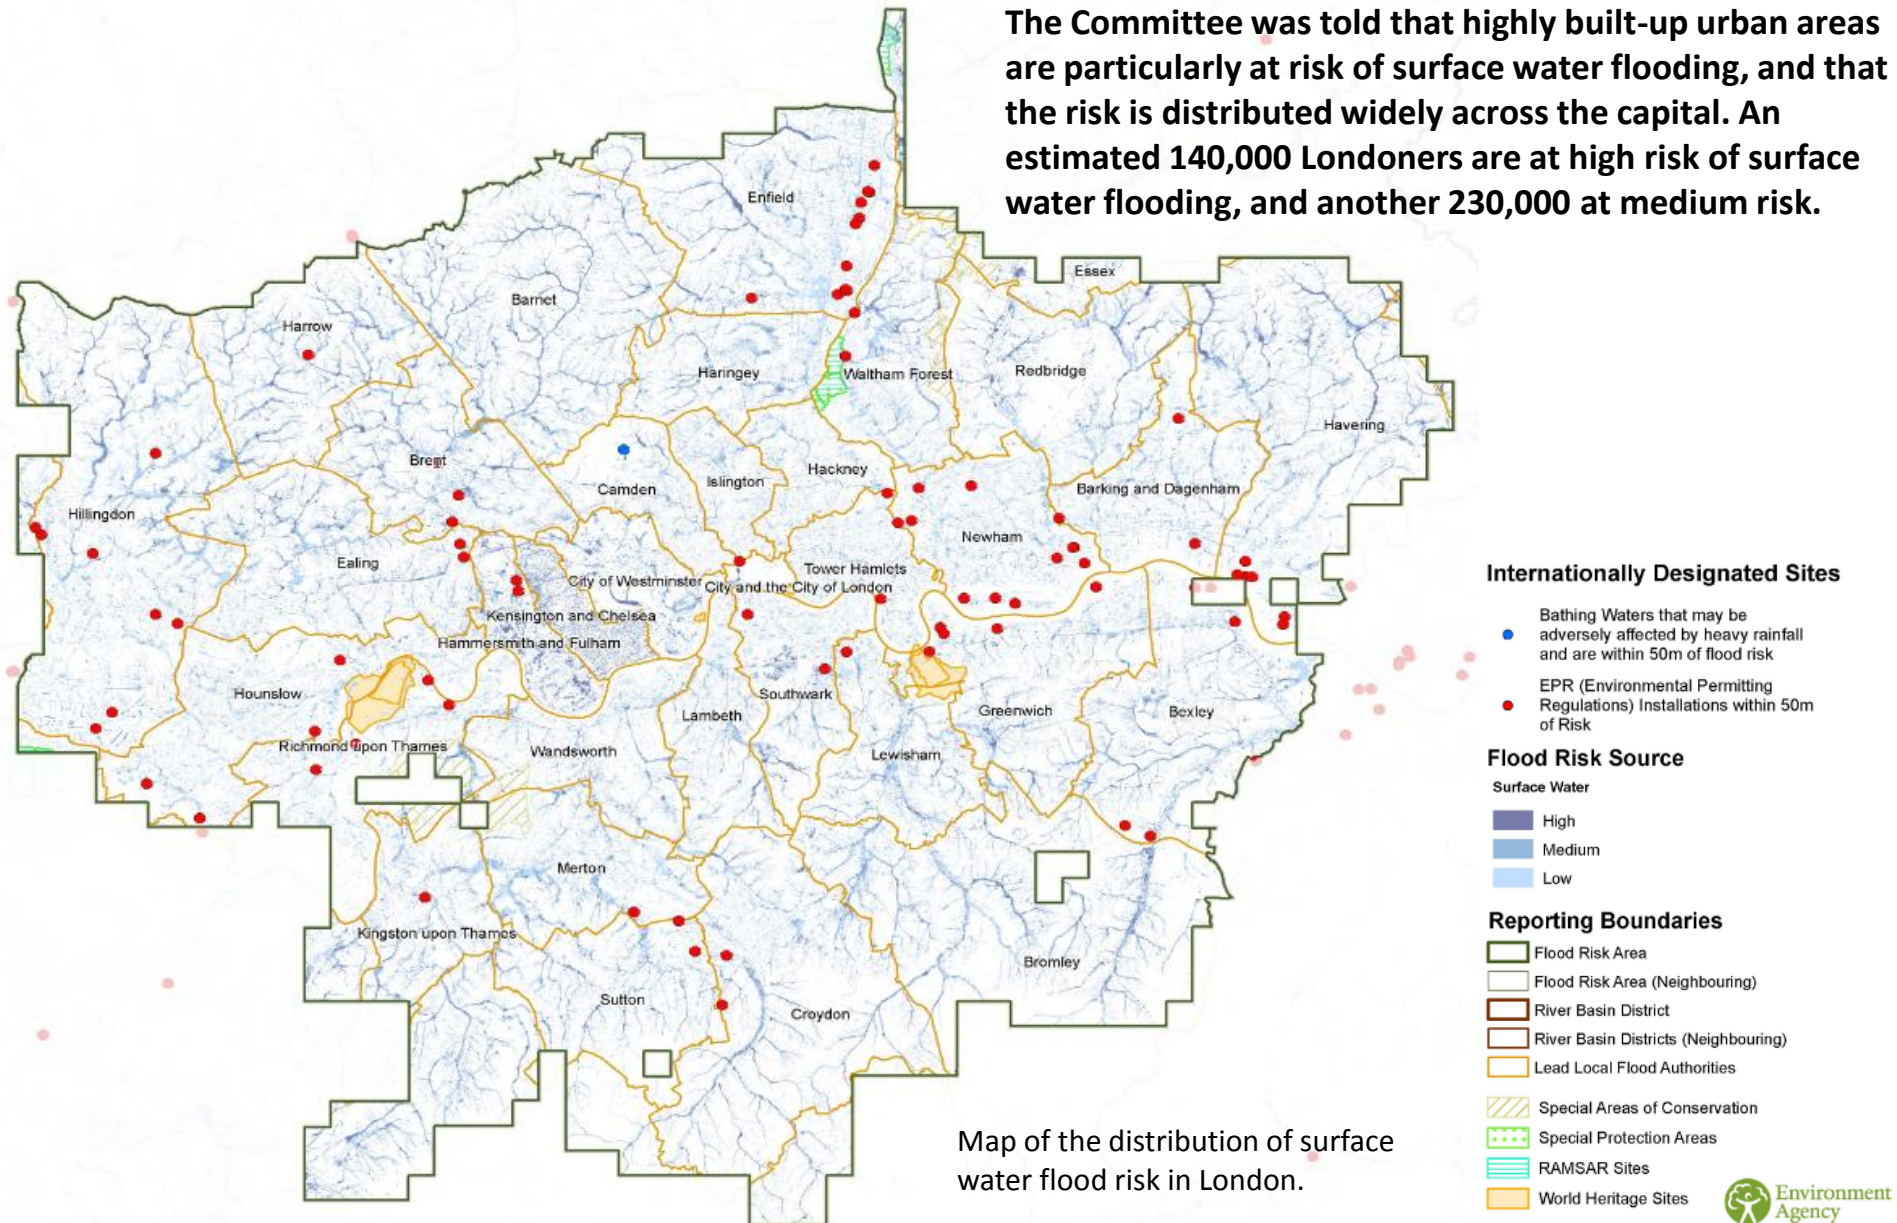 The Committee was told that highly built-up urban areas
are particularly at risk of surface water flooding, and that
the risk is distributed widely across the capital. An
estimated 140,000 Londoners are at high risk of surface
water flooding, and another 230,000 at medium risk.
Enfield
Essex
Barnet
Harrow
Haringey
Waltham Forest
Redbridge
Havering
Brent
Hackney
Islington
Camden
Barking and Dagenham
Hillingdon
Newham
Ealing
Tower Hamlets
City of Westminster
City and the City of London
Kensington and Chelsea
Hammersmith and Fulham
Hounslow
Southwark
Lambeth
Greenwich
Bexley
Richmond upon Thames
Wandsworth
Lewisham
Merton
Kingston upon Thames
Bromley
Sutton
Croydon
Internationally Designated Sites
Bathing Waters that may be
adversely affected by heavy rainfall
and are within 50m of flood risk
EPR (Environmental Permitting
Regulations) Installations within 50m
of Risk
Flood Risk Source
Surface Water
High
Medium
Low
Reporting Boundaries
Flood Risk Area
Flood Risk Area (Neighbouring)
River Basin District
River Basin Districts (Neighbouring)
Lead Local Flood Authorities
Special Areas of Conservation
Special Protection Areas
RAMSAR Sites
World Heritage Sites
Map of the distribution of surface
water flood risk in London.
Environment
Agency